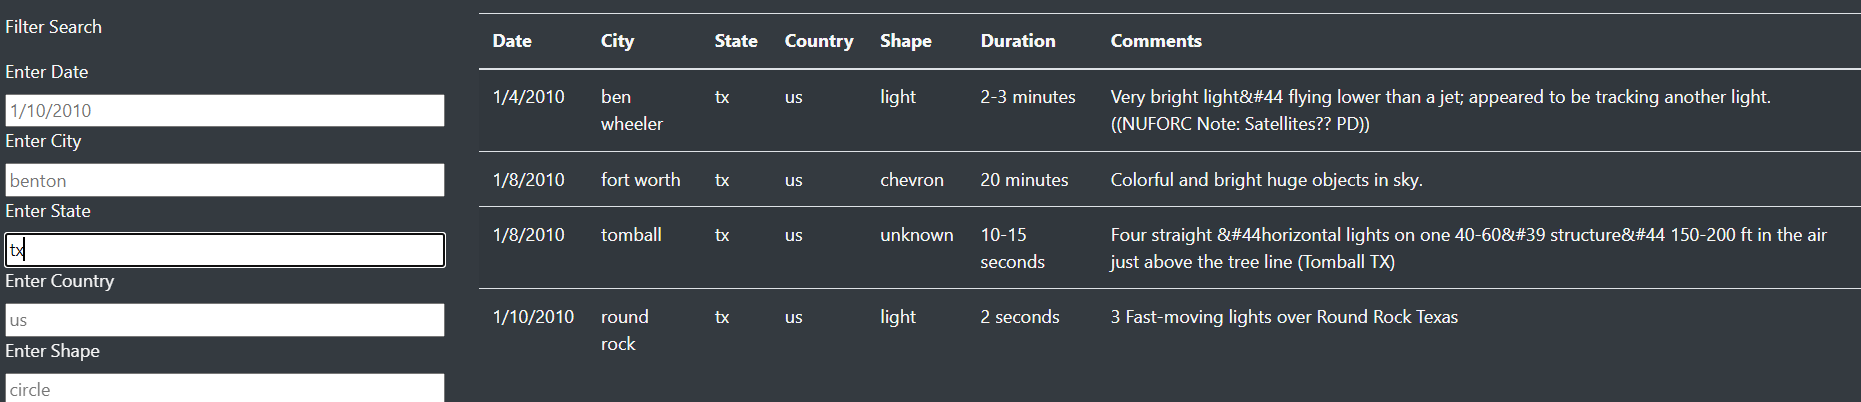 Filter Search
Enter Date
1/10/2010
Enter City
benton
Enter State
tx
Enter Country
us
Enter Shape
circle
Date City State Country Shape Duration Comments
1/4/2010 ben tx us light 2-3 minutes Very bright light&#44 flying lower than a jet; appeared to be tracking another light.
wheeler ((NUFORC Note: Satellites?? PD))
1/8/2010 fort worth tx us chevron 20 minutes Colorful and bright huge objects in sky.
1/8/2010 tomball tx us unknown 10-15 Four straight &#44horizontal lights on one 40-60&#39 structure&#44 150-200 ft in the air
seconds just above the tree line (Tomball TX)
1/10/2010 round tx us light 2 seconds 3 Fast-moving lights over Round Rock Texas
rock